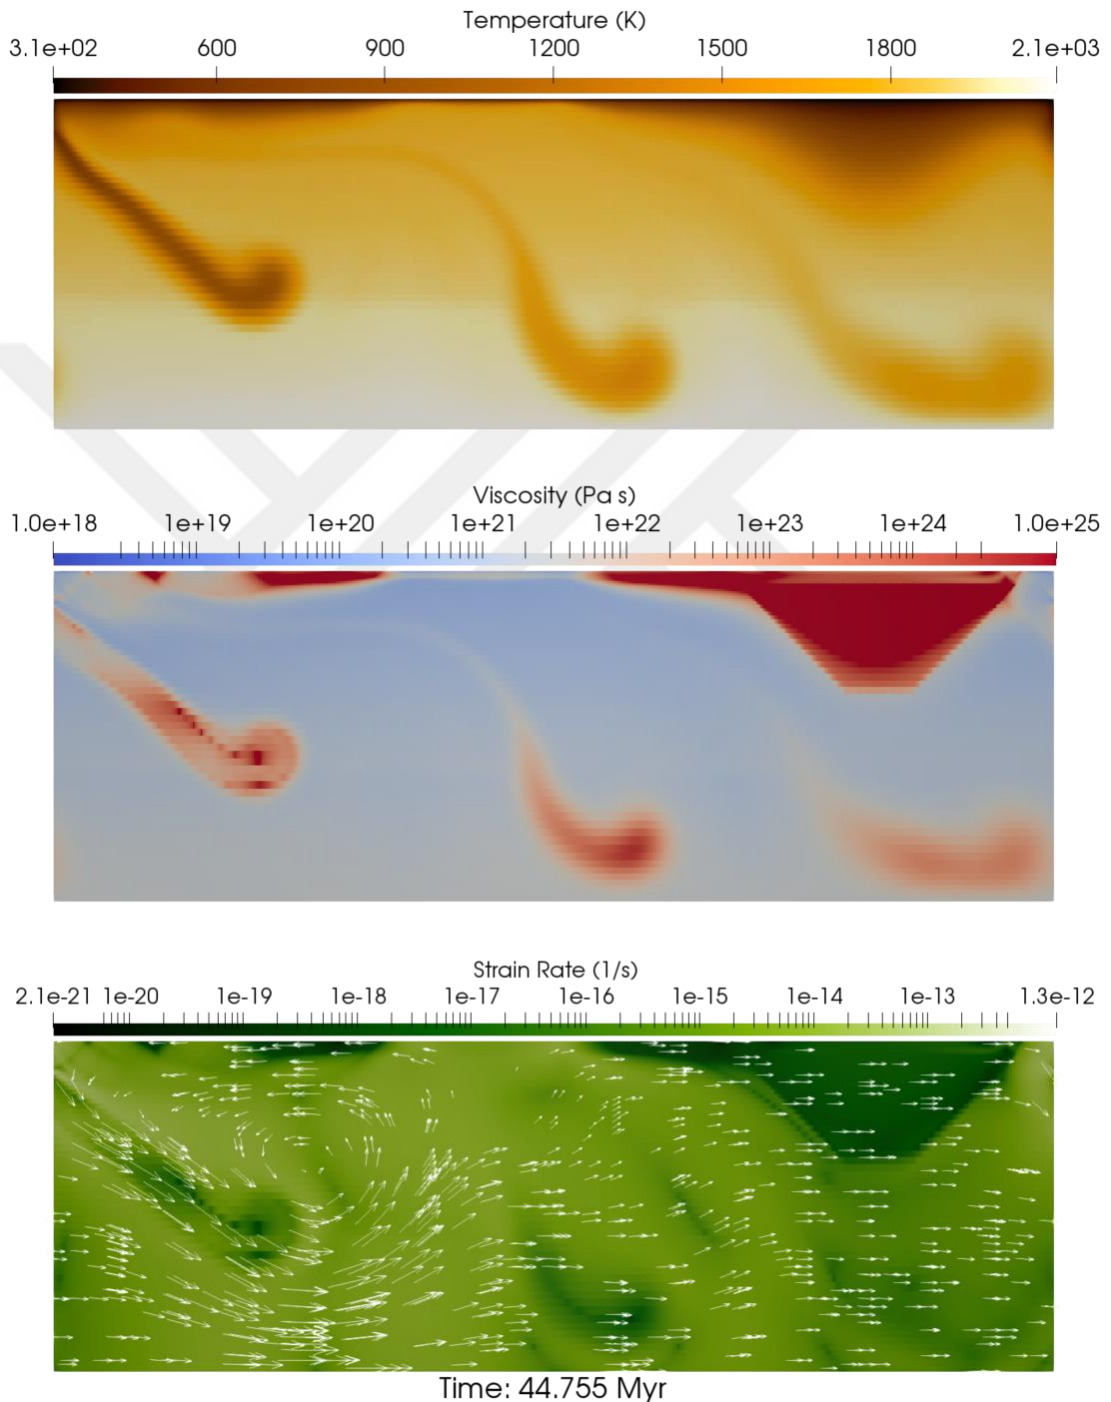 Temperature (K)
3.1e+02 600 900 1200 1500 1800 2.1e+03
Viscosity (Pa s)
1.0e+18 1e+19 1e+20 1e+21 1e+22 1e+23 1e+24 1.0e+25
Strain Rate (1/s)
2.1e-21 1e-20 1e-19 1e-18 1e-17 1e-16 1e-15 1e-14 1e-13 1.3e-12
Time: 44.755 Myr